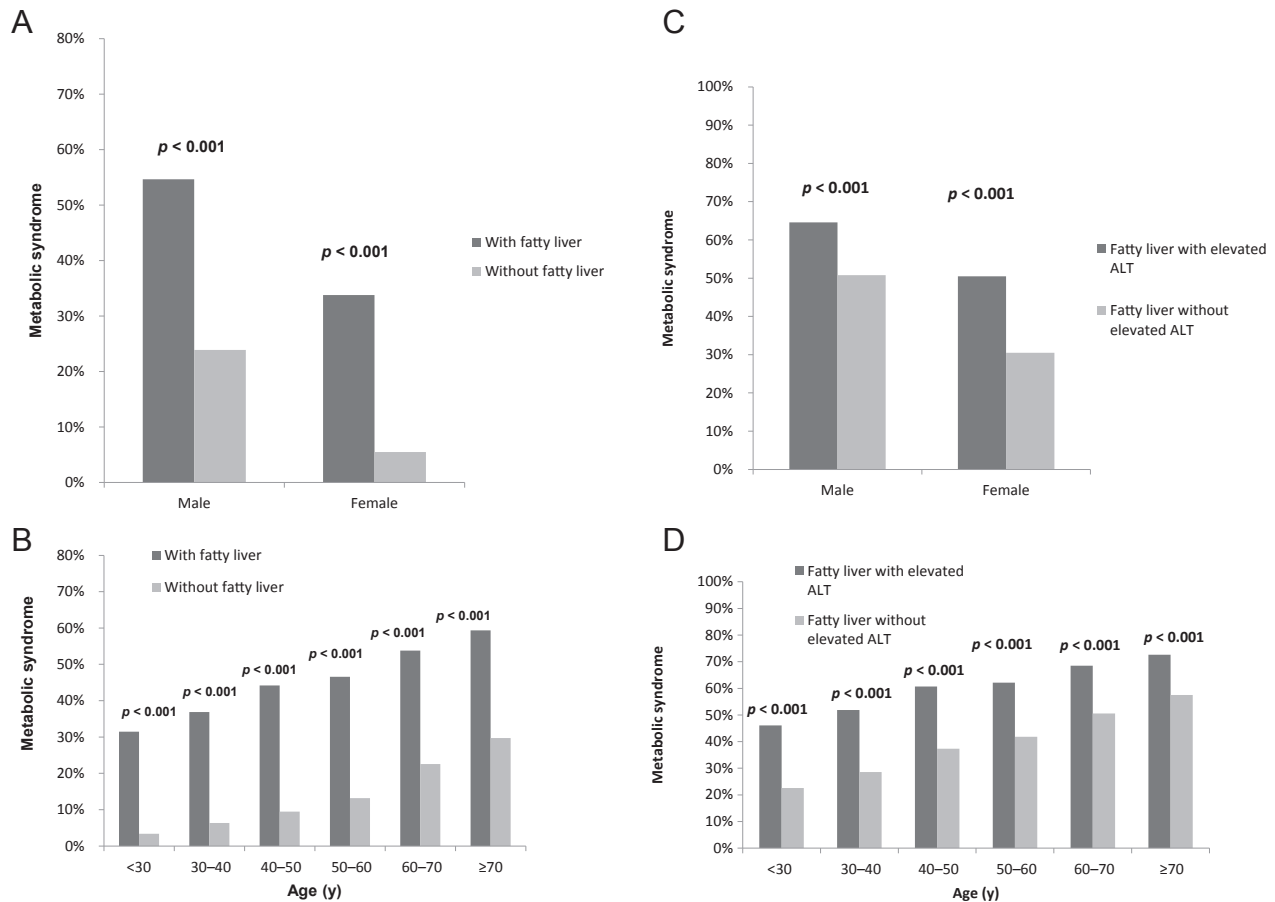 A
80%
70%
60%
50%
40%
30%
20%
10%
0%
Metabolic syndrome
p < 0.001
p < 0.001
Male
Female
With fatty liver
Without fatty liver
C
100%
90%
80%
70%
60%
50%
40%
30%
20%
10%
0%
Metabolic syndrome
p < 0.001
p < 0.001
Male
Female
Fatty liver with elevated
ALT
Fatty liver without
elevated ALT
B
80%
70%
60%
50%
40%
30%
20%
10%
0%
Metabolic syndrome
With fatty liver
Without fatty liver
p < 0.001
p < 0.001
p < 0.001
p < 0.001
p < 0.001
p < 0.001
<30
30–40
40–50
50–60
60–70
≥70
Age (y)
D
100%
90%
80%
70%
60%
50%
40%
30%
20%
10%
0%
Metabolic syndrome
Fatty liver with elevated
ALT
Fatty liver without
elevated ALT
p < 0.001
p < 0.001
p < 0.001
p < 0.001
p < 0.001
p < 0.001
<30
30–40
40–50
50–60
60–70
≥70
Age (y)